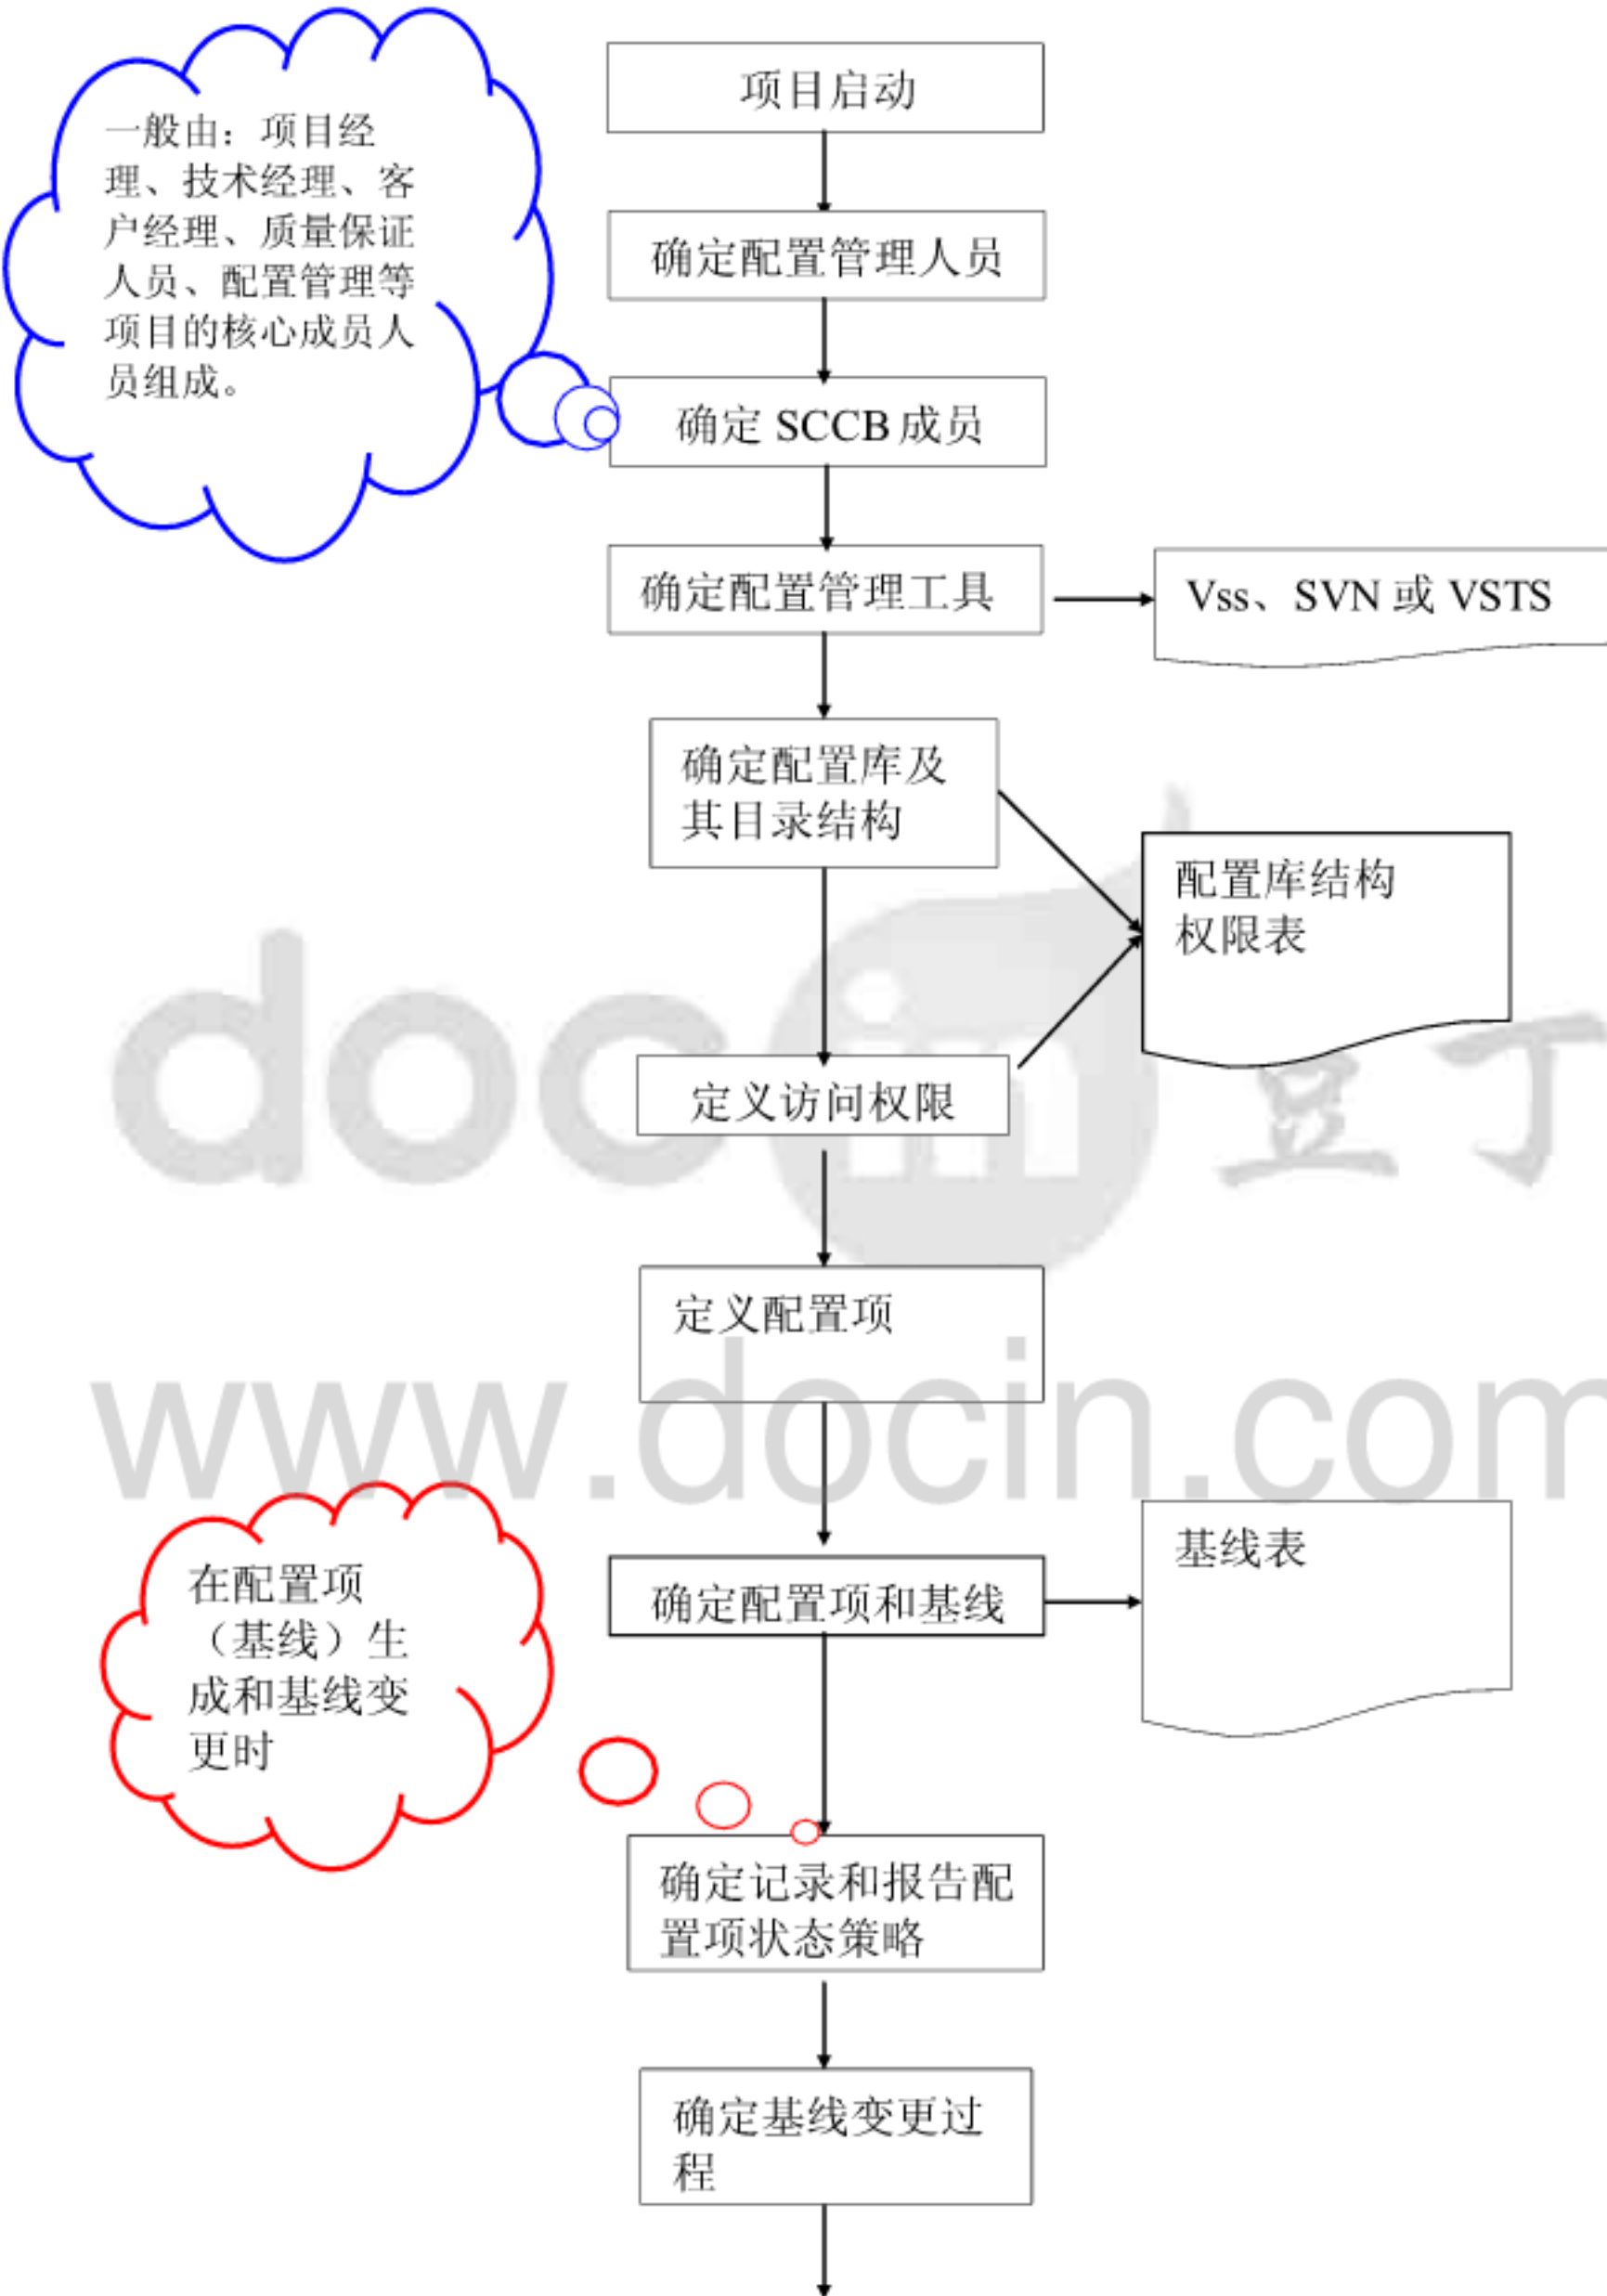 项目启动
一般由：项目经
理、技术经理、客
户经理、质量保证
人员、配置管理等
项目的核心成员人
员组成。
确定配置管理人员
确定 SCCB 成员
确定配置管理工具
Vss、SVN 或 VSTS
确定配置库及
其目录结构
配置库结构
权限表
docin 豆丁
定义访问权限
定义配置项
www.docin.com
在配置项
（基线）生
成和基线变
更时
确定配置项和基线
基线表
确定记录和报告配
置项状态策略
确定基线变更过
程